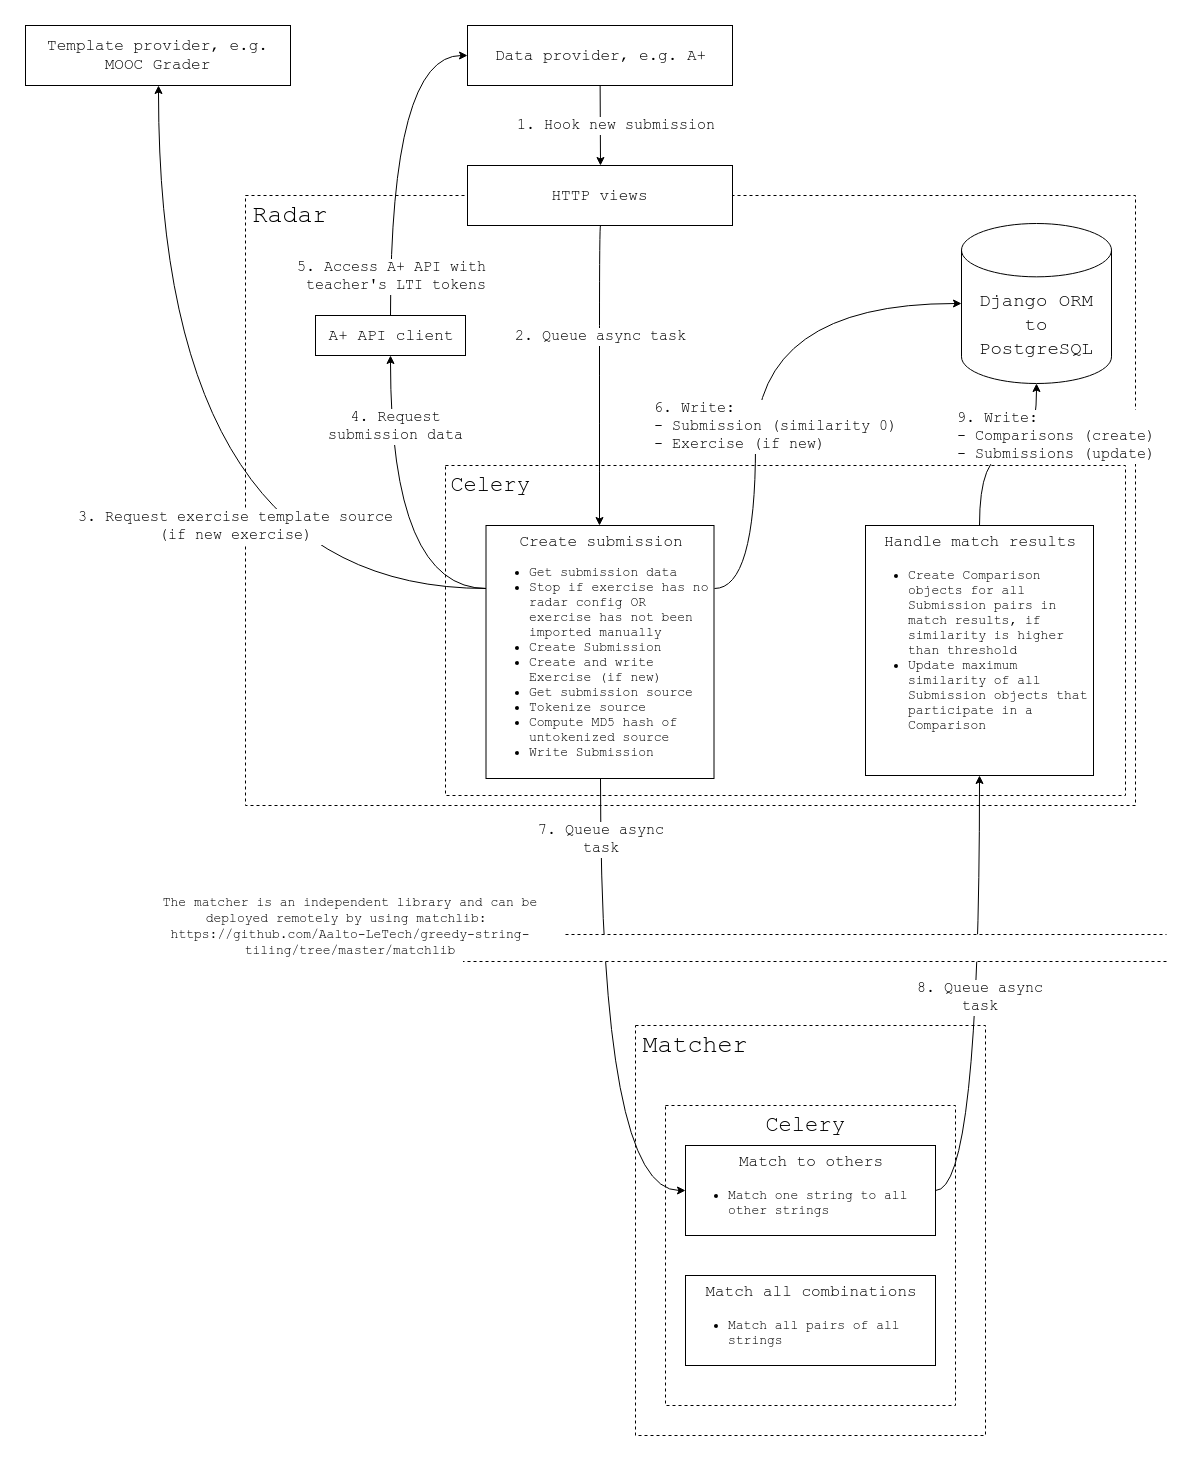 Template provider, e.g.
MOOC Grader
Data provider, e.g. A+
1. Hook new submission
HTTP views
Radar
5. Access A+ API with
teacher's LTI tokens
Django ORM
to
PostgreSQL
A+ API client
2. Queue async task
4. Request
submission data
6. Write:
- Submission (similarity 0)
- Exercise (if new)
9. Write:
- Comparisons (create)
- Submissions (update)
Celery
3. Request exercise template source
(if new exercise)
Create submission
• Get submission data
• Stop if exercise has no
radar config OR
exercise has not been
imported manually
• Create Submission
• Create and write
Exercise (if new)
• Get submission source
• Tokenize source
• Compute MD5 hash of
untokenized source
• Write Submission
Handle match results
• Create Comparison
objects for all
Submission pairs in
match results, if
similarity is higher
than threshold
• Update maximum
similarity of all
Submission objects that
participate in a
Comparison
7. Queue async
task
The matcher is an independent library and can be
deployed remotely by using matchlib:
https://github.com/Aalto-LeTech/greedy-string-
tiling/tree/master/matchlib
8. Queue async
task
Matcher
Celery
Match to others
• Match one string to all
other strings
Match all combinations
• Match all pairs of all
strings